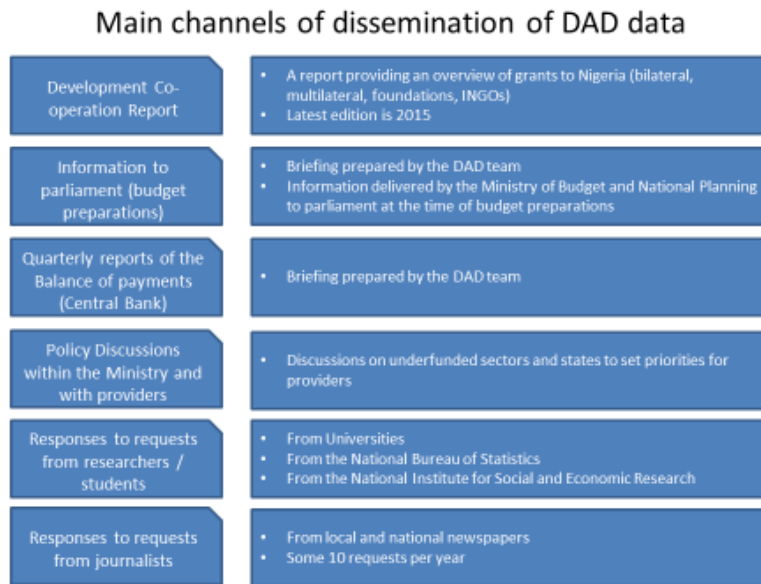 Main channels of dissemination of DAD data
Development Co-
operation Report
• A report providing an overview of grants to Nigeria (bilateral,
multilateral, foundations, INGOs)
• Latest edition is 2015
Information to
parliament (budget
preparations)
• Briefing prepared by the DAD team
• Information delivered by the Ministry of Budget and National Planning
to parliament at the time of budget preparations
Quarterly reports of the
Balance of payments
(Central Bank)
• Briefing prepared by the DAD team
Policy Discussions
within the Ministry and
with providers
• Discussions on underfunded sectors and states to set priorities for
providers
Responses to requests
from researchers /
students
• From Universities
• From the National Bureau of Statistics
• From the National Institute for Social and Economic Research
Responses to requests
from journalists
• From local and national newspapers
• Some 10 requests per year